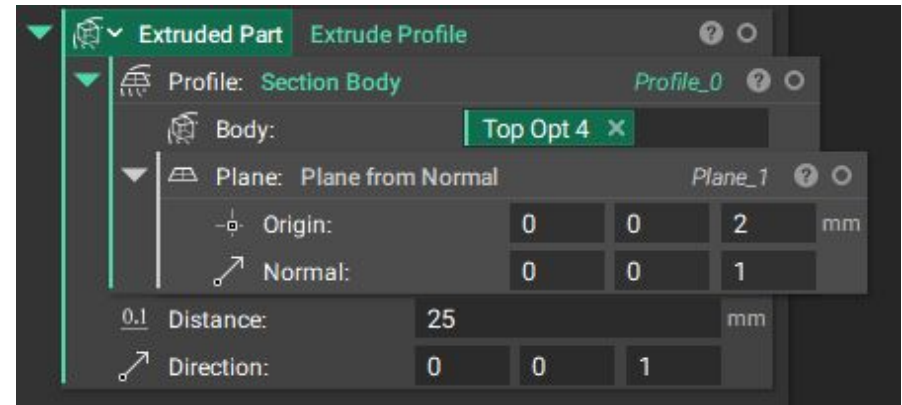 Extruded Part Extrude Profile ?
Profile: Section Body Profile_0 ?
Body: Top Opt 4 ×
Plane: Plane from Normal Plane_1 ?
Origin: 0 0 2 mm
Normal: 0 0 1
0.1 Distance: 25 mm
Direction: 0 0 1